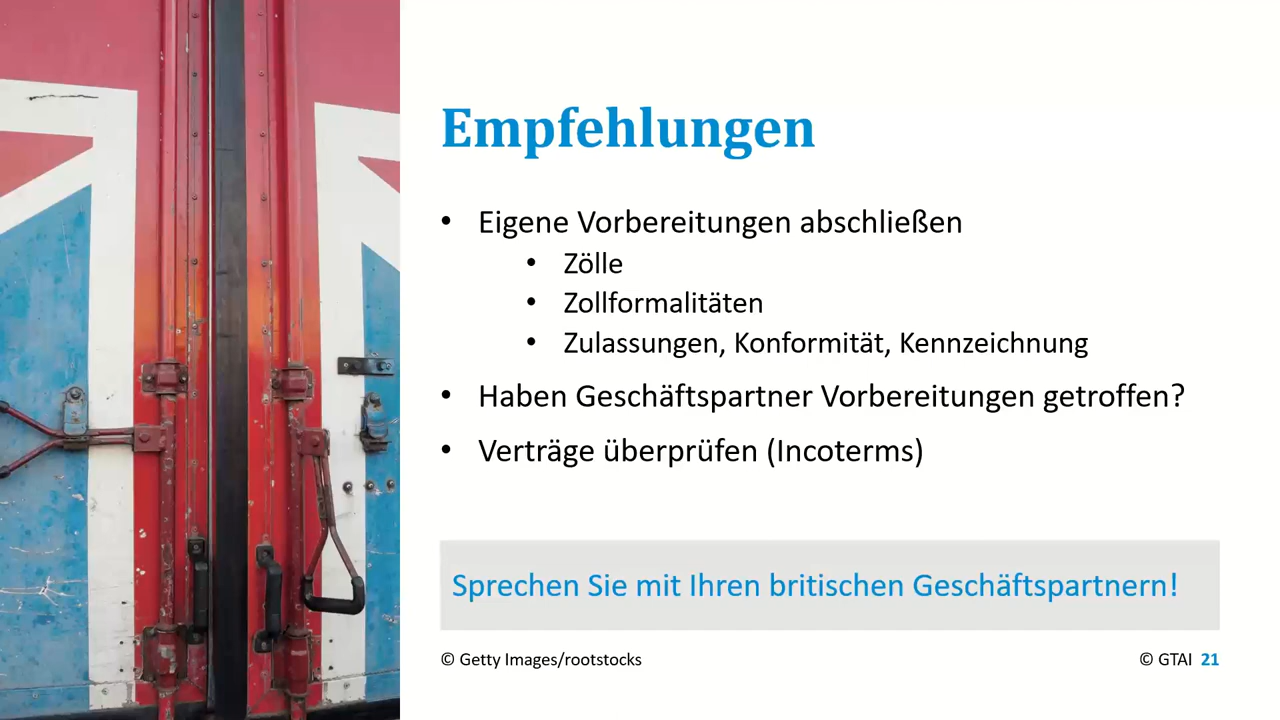 Empfehlungen
• Eigene Vorbereitungen abschließen
• Zölle
• Zollformalitäten
• Zulassungen, Konformität, Kennzeichnung
• Haben Geschäftspartner Vorbereitungen getroffen?
• Verträge überprüfen (Incoterms)
Sprechen Sie mit Ihren britischen Geschäftspartnern!
© Getty Images/rootstocks
© GTAI 21